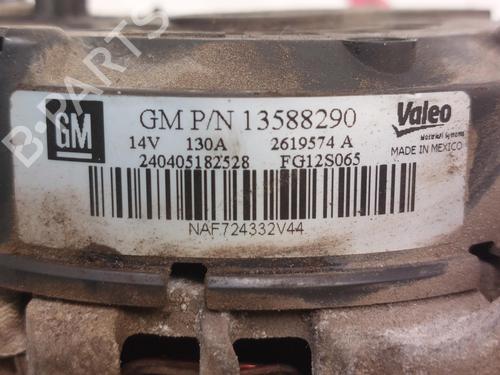 B-PARTS
GM GM P/N 13588290 Valeo
14V 130A 2619574 A
240405182528 FG12S065
MADE IN MEXICO
NAF724332V44